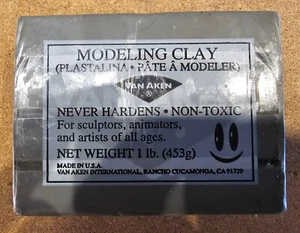 MODELING CLAY
(PLASTALINA • PÂTE Â MODELER)
VAN AKEN
NEVER HARDENS • NON-TOXIC
For sculptors, animators,
and artists of all ages.
NET WEIGHT 1 lb. (453g)
MADE IN U.S.A.
VAN AKEN INTERNATIONAL, RANCHO CUCAMONGA, CA 91729